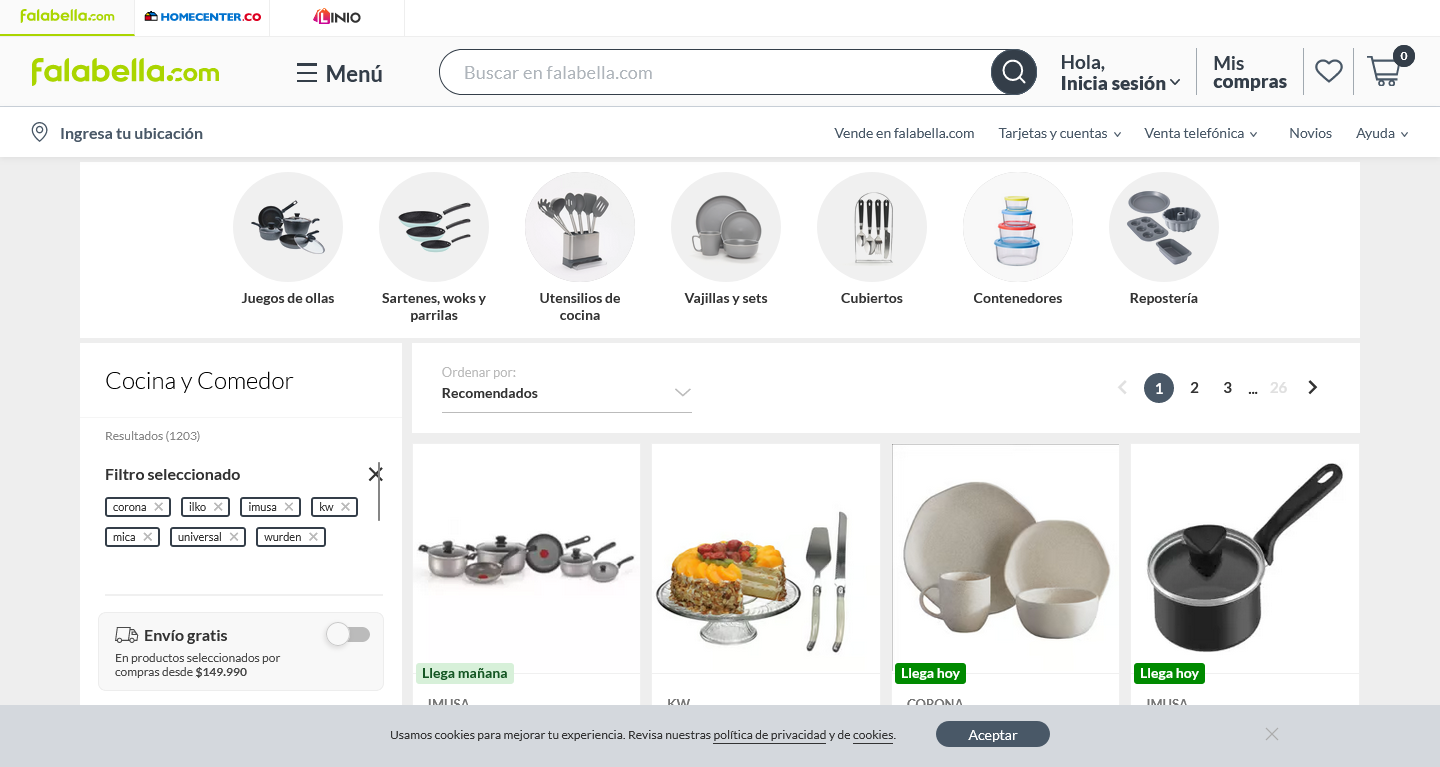 falabella.com
HOMECENTER.CO
LINIO
falabella.com
Menú
Buscar en falabella.com
Hola,
Inicia sesión
Mis
compras
0
Ingresa tu ubicación
Vende en falabella.com
Tarjetas y cuentas
Venta telefónica
Novios
Ayuda
Juegos de ollas
Sartenes, woks y
parrilas
Utensilios de
cocina
Vajillas y sets
Cubiertos
Contenedores
Repostería
Cocina y Comedor
Resultados (1203)
Filtro seleccionado
corona
ilko
imusa
kw
mica
universal
wurden
Envío gratis
En productos seleccionados por
compras desde $149.990
Ordenar por:
Recomendados
1 2 3 ... 26
Llega mañana
Llega hoy
Llega hoy
IMUSA
KW
CORONA
IMUSA
Usamos cookies para mejorar tu experiencia. Revisa nuestras política de privacidad y de cookies.
Aceptar